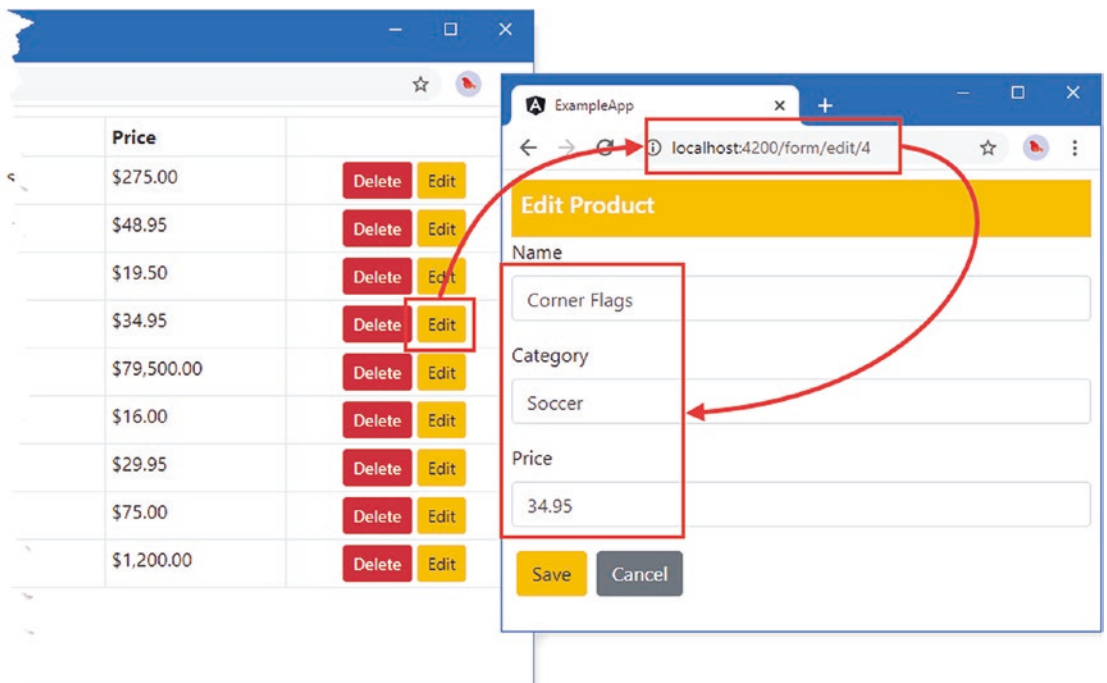 Price
$275.00 Delete Edit
$48.95 Delete Edit
$19.50 Delete Edit
$34.95 Delete Edit
$79,500.00 Delete Edit
$16.00 Delete Edit
$29.95 Delete Edit
$75.00 Delete Edit
$1,200.00 Delete Edit
ExampleApp
localhost:4200/form/edit/4
Edit Product
Name
Corner Flags
Category
Soccer
Price
34.95
Save Cancel